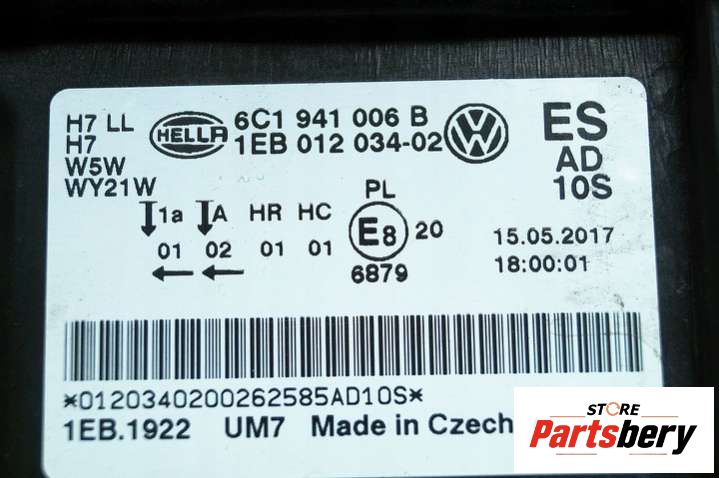 H7 LL HELLA 6C1 941 006 B VW ES
H7 1EB 012 034-02 AD
W5W 10S
WY21W
PL
1a A HR HC E8 20 15.05.2017
01 02 01 01 6879 18:00:01
*0120340200262585AD10S*
1EB.1922 UM7 Made in Czech
STORE
Partsbery